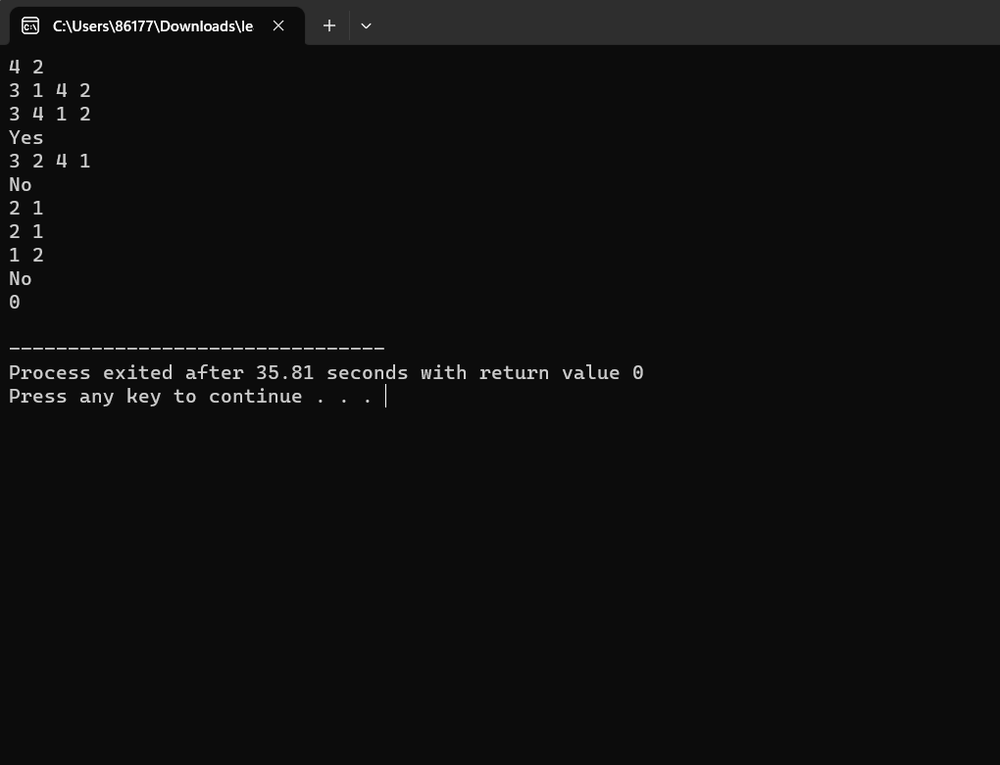 C:\Users\86177\Downloads\le
4 2
3 1 4 2
3 4 1 2
Yes
3 2 4 1
No
2 1
2 1
1 2
No
0
--------------------------------
Process exited after 35.81 seconds with return value 0
Press any key to continue . . .